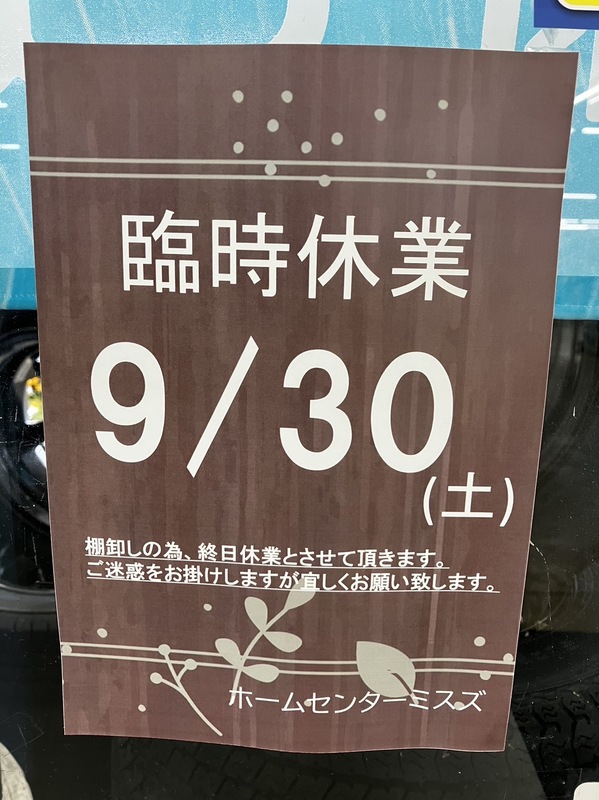 臨時休業
9/30
(土)
棚卸しの為、終日休業とさせて頂きます。
ご迷惑をお掛けしますが宜しくお願い致します。
ホームセンターミスズ